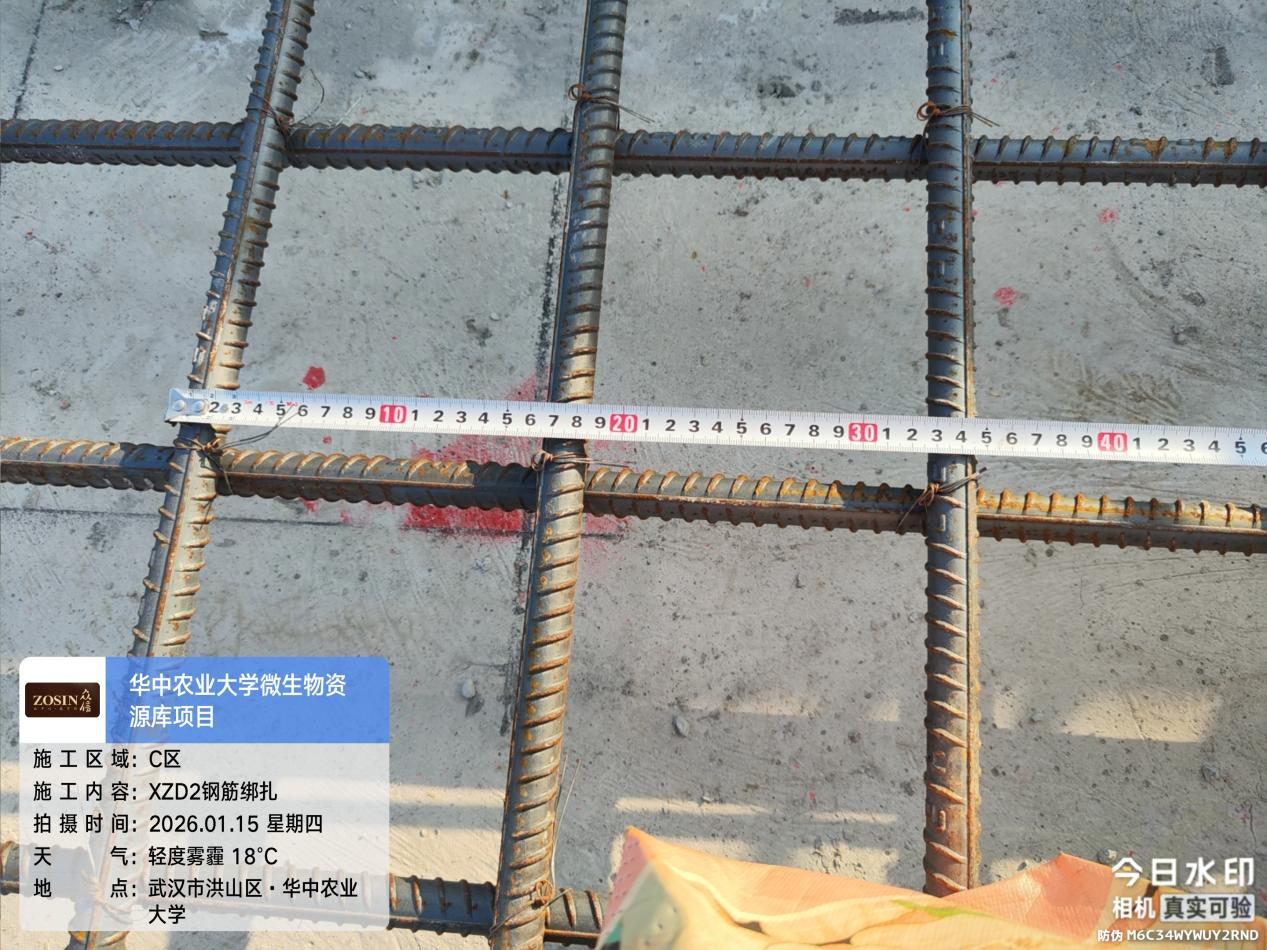 2 3 4 5 6 7 8 9 10 1 2 3 4 5 6 7 8 9 20 1 2 3 4 5 6 7 8 9 30 1 2 3 4 5 6 7 8 9 40 1 2 3 4 5 6
ZOSIN众信
华中农业大学微生物资
源库项目
施工区域：C区
施工内容：XZD2钢筋绑扎
拍摄时间：2026.01.15 星期四
天气：轻度雾霾 18°C
地点：武汉市洪山区·华中农业
大学
今日水印
相机 真实可验
防伪 M6C34WYWUY2RND